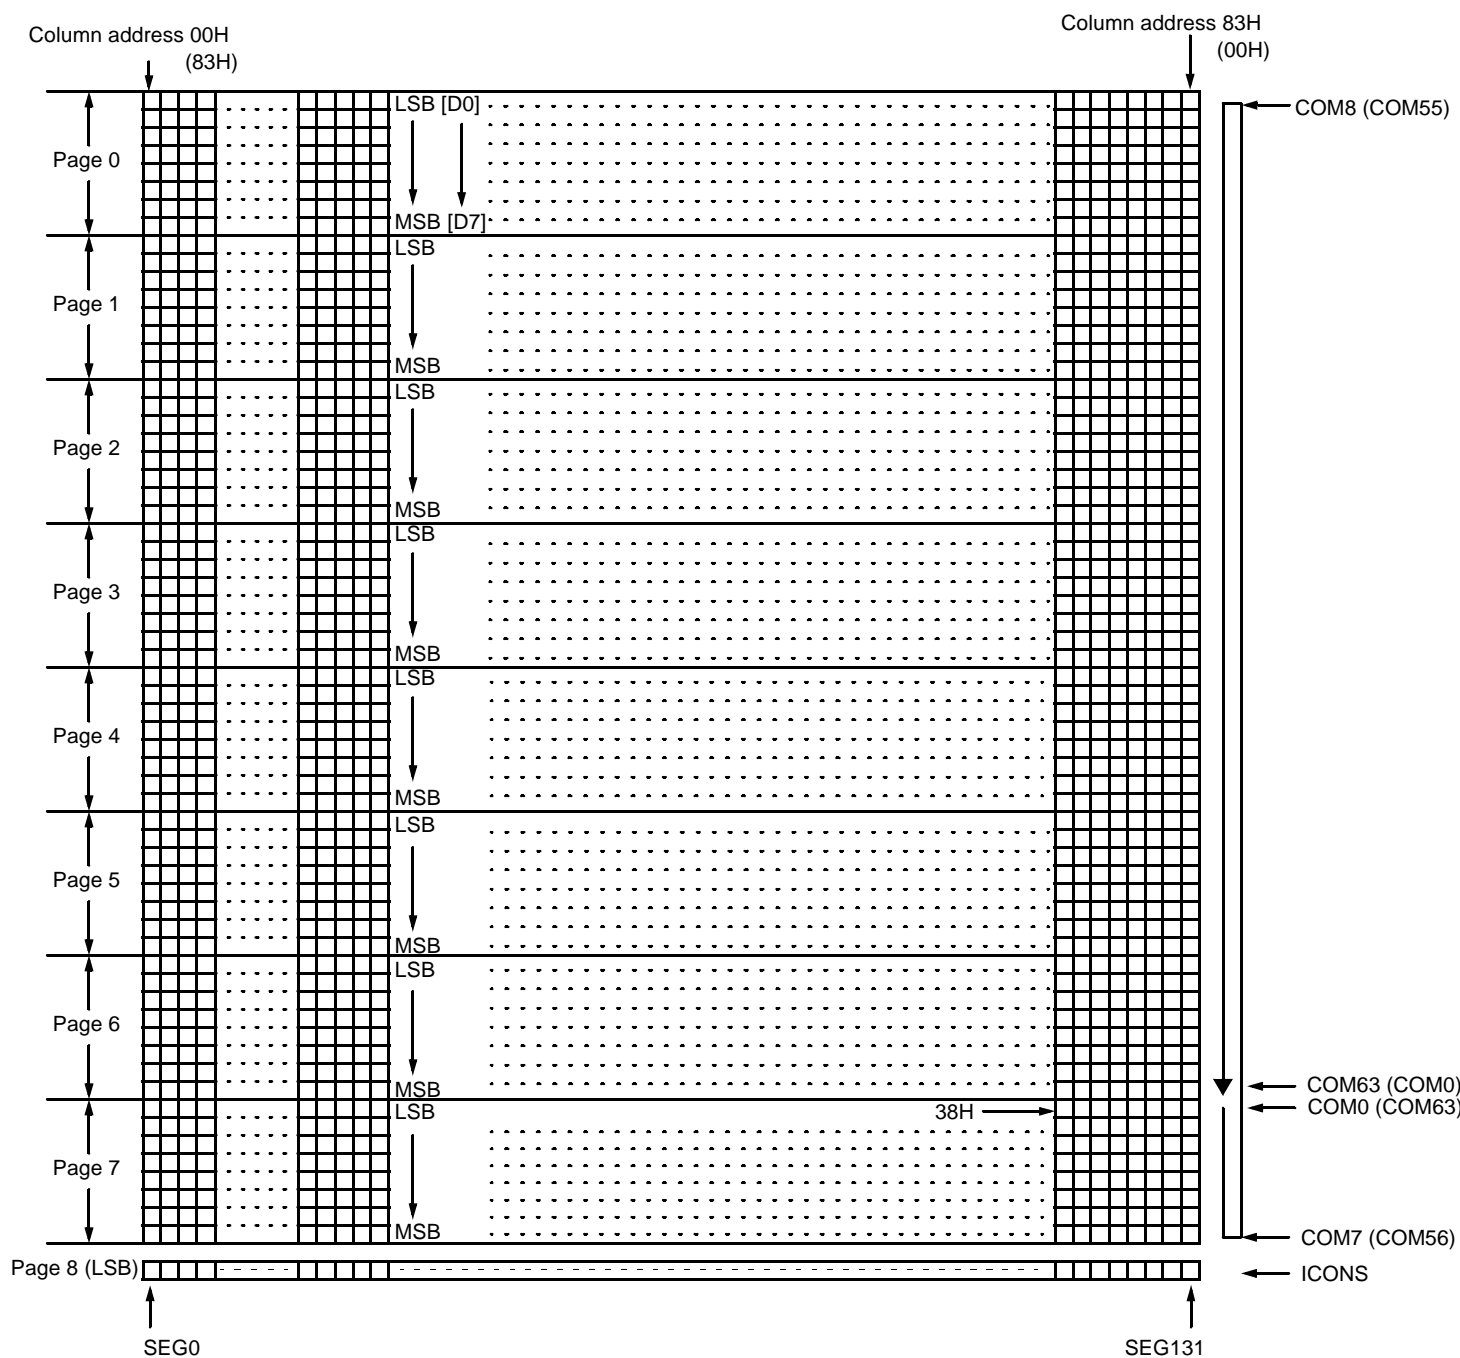 Column address 00H
(83H)
Column address 83H
(00H)
LSB [D0]
COM8 (COM55)
Page 0
MSB [D7]
LSB
Page 1
MSB
LSB
Page 2
MSB
LSB
Page 3
MSB
LSB
Page 4
MSB
LSB
Page 5
MSB
LSB
Page 6
MSB
COM63 (COM0)
LSB
38H
COM0 (COM63)
Page 7
MSB
COM7 (COM56)
Page 8 (LSB)
ICONS
SEG0
SEG131